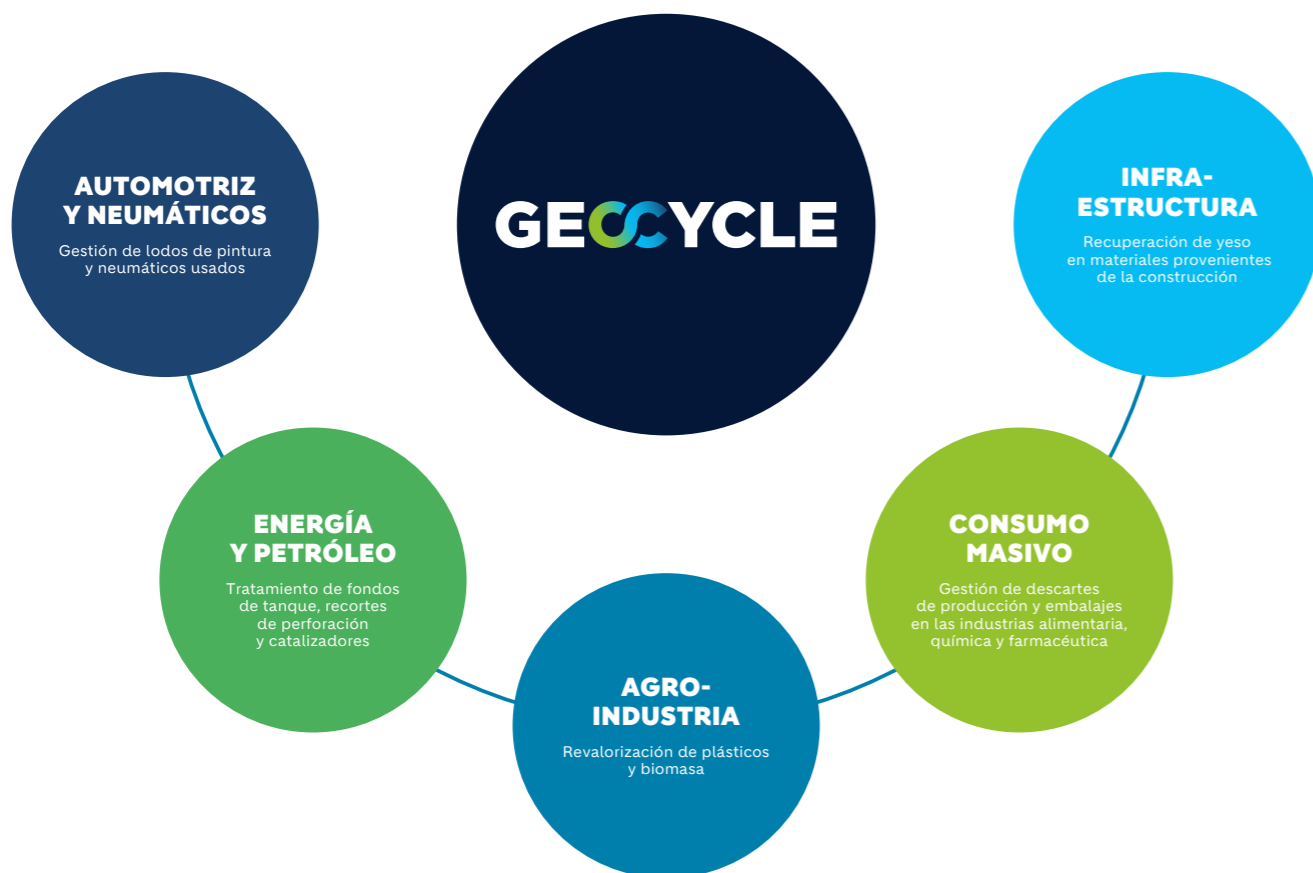 GEOCYCLE
AUTOMOTRIZ
Y NEUMÁTICOS
Gestión de lodos de pintura
y neumáticos usados
ENERGÍA
Y PETRÓLEO
Tratamiento de fondos
de tanque, recortes
de perforación
y catalizadores
AGRO-
INDUSTRIA
Revalorización de plásticos
y biomasa
CONSUMO
MASIVO
Gestión de descartes
de producción y embalajes
en las industrias alimentaria,
química y farmacéutica
INFRA-
ESTRUCTURA
Recuperación de yeso
en materiales provenientes
de la construcción